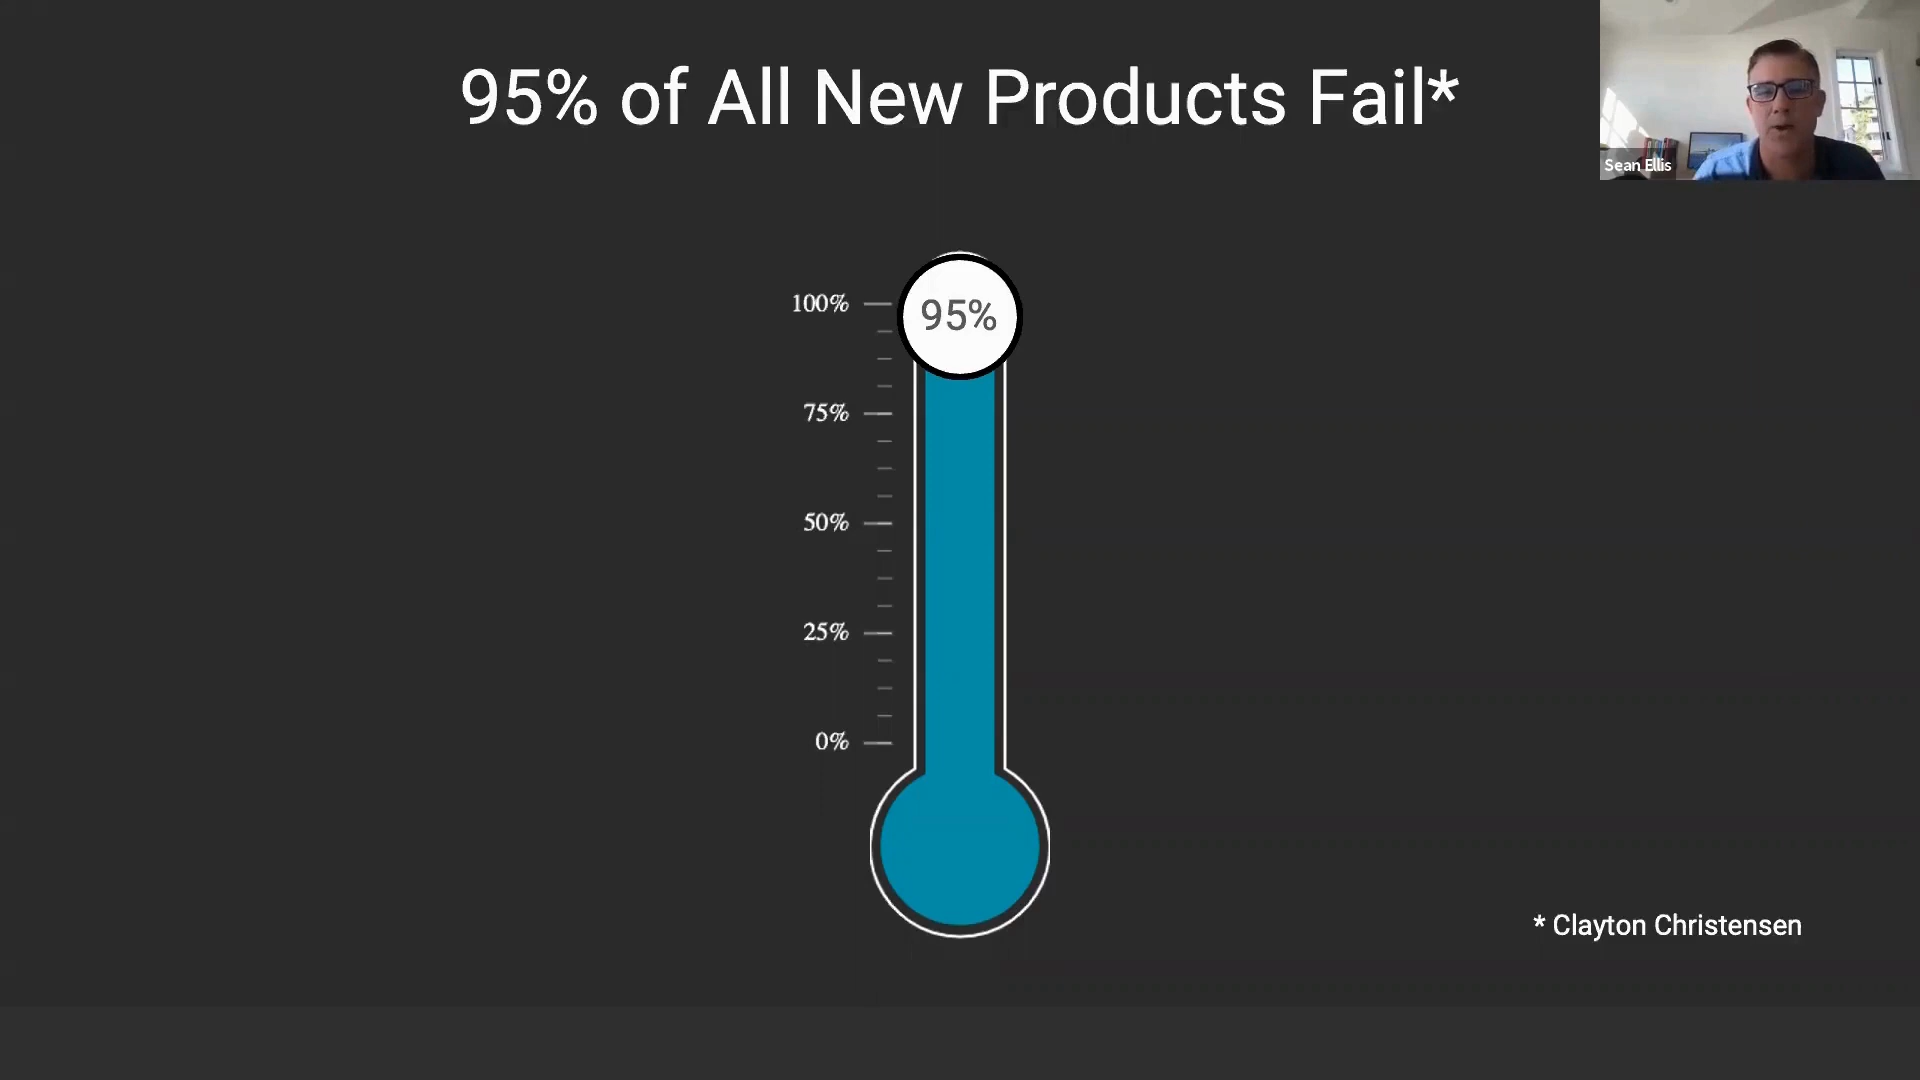 95% of All New Products Fail*
Sean Ellis
95%
100%
75%
50%
25%
0%
* Clayton Christensen